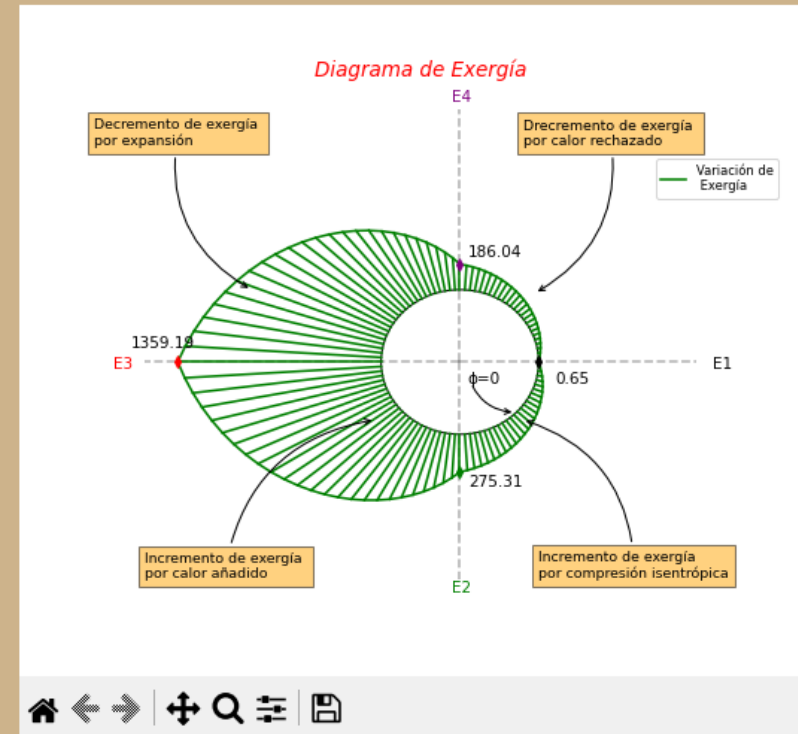 Diagrama de Exergía
E4
Decremento de exergía
por expansión
Drecremento de exergía
por calor rechazado
Variación de
Exergía
186.04
1359.19
E3
E1
ϕ=0
0.65
275.31
Incremento de exergía
por calor añadido
Incremento de exergía
por compresión isentrópica
E2